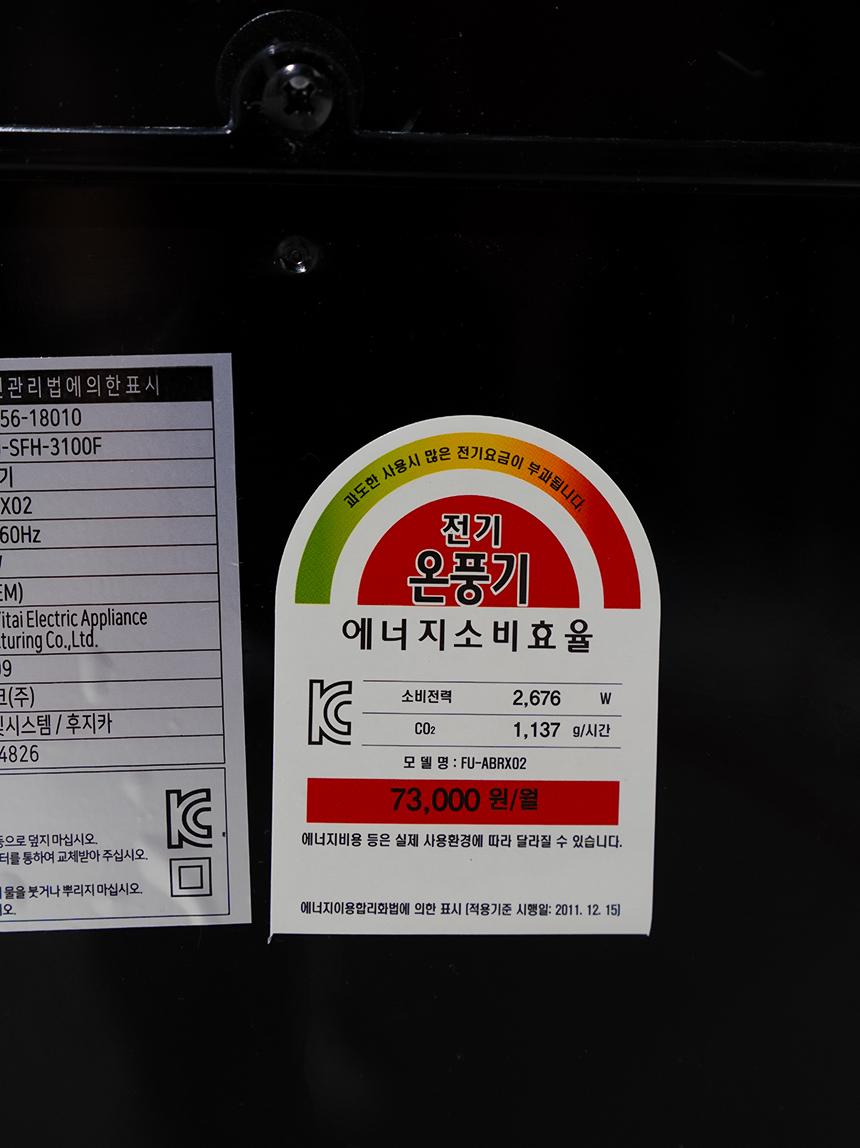 관리법에의한표시
56-18010
-SFH-3100F
기
X02
60Hz
EM)
itai Electric Appliance
turing Co.,Ltd.
09
(주)
시스템 / 후지카
4826
으로 덮지 마십시오.
터를 통하여 교체받아 주십시오.
물을 붓거나 뿌리지 마십시오.
오.
과도한 사용시 많은 전기요금이 부과됩니다.
전기
온풍기
에너지소비효율
소비전력 2,676 W
CO₂ 1,137 g/시간
모 델 명 : FU-ABRX02
73,000 원/월
에너지비용 등은 실제 사용환경에 따라 달라질 수 있습니다.
에너지이용합리화법에 의한 표시 (적용기준 시행일: 2011. 12. 15)